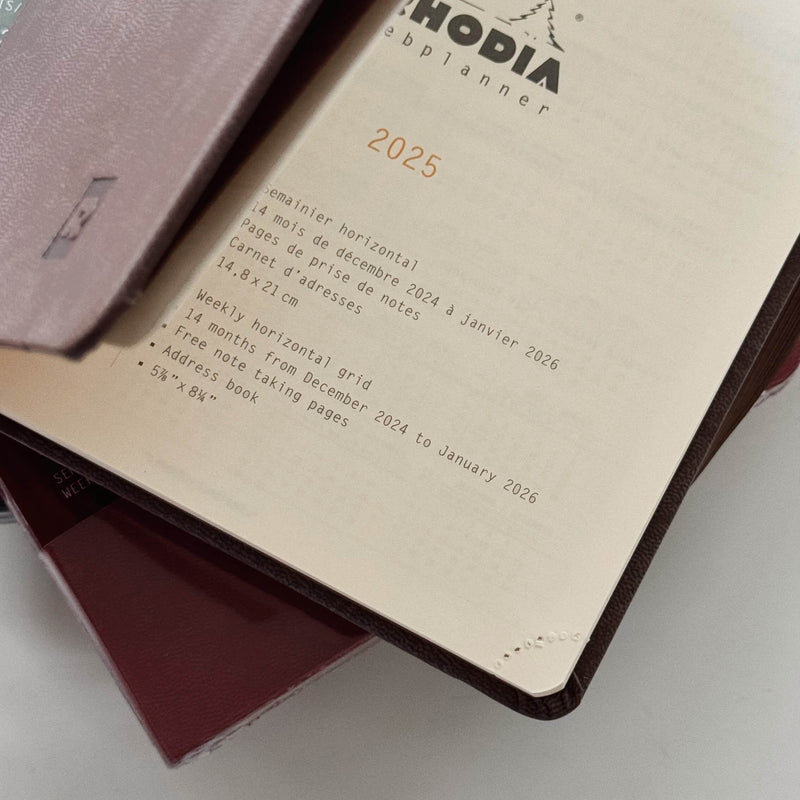 RHODIA
ebplanner
2025
Semainier horizontal
14 mois de décembre 2024 à janvier 2026
Pages de prise de notes
Carnet d'adresses
14,8 x 21 cm
Weekly horizontal grid
14 months from December 2024 to January 2026
▪ Free note taking pages
▪ Address book
▪ 5⅞" x 8¼"